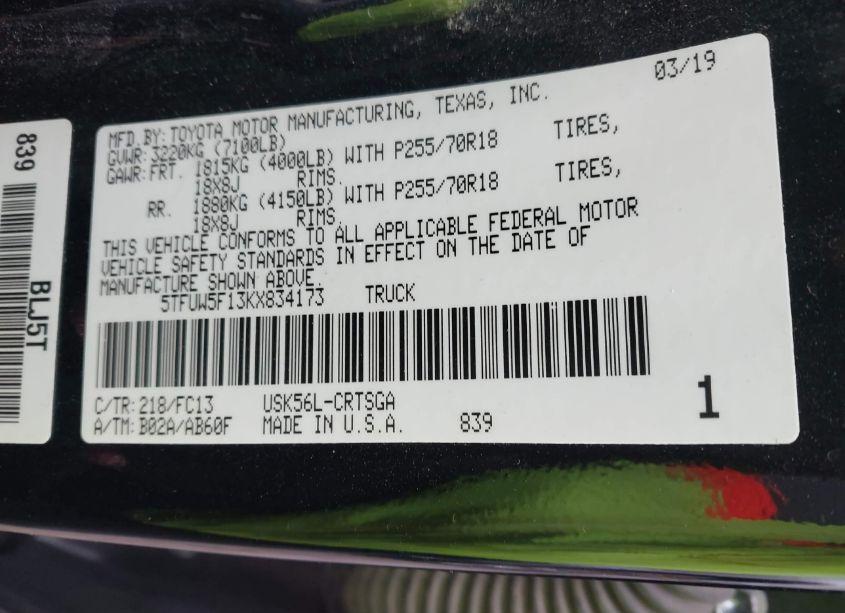 839
BLJ5T
03/19
MFD.BY: TOYOTA MOTOR MANUFACTURING, TEXAS, INC.
GVWR: 3220KG (7100LB)
GAWR: FRT. 1815KG (4000LB) WITH P255/70R18 TIRES,
18X8J RIMS.
RR. 1880KG (4150LB) WITH P255/70R18 TIRES,
18X8J RIMS.
THIS VEHICLE CONFORMS TO ALL APPLICABLE FEDERAL MOTOR
VEHICLE SAFETY STANDARDS IN EFFECT ON THE DATE OF
MANUFACTURE SHOWN ABOVE.
5TFUW5F13KX834173 TRUCK
C/TR: 218/FC13 USK56L-CRTSGA
A/TM: B02A/AB60F MADE IN U.S.A. 839
1